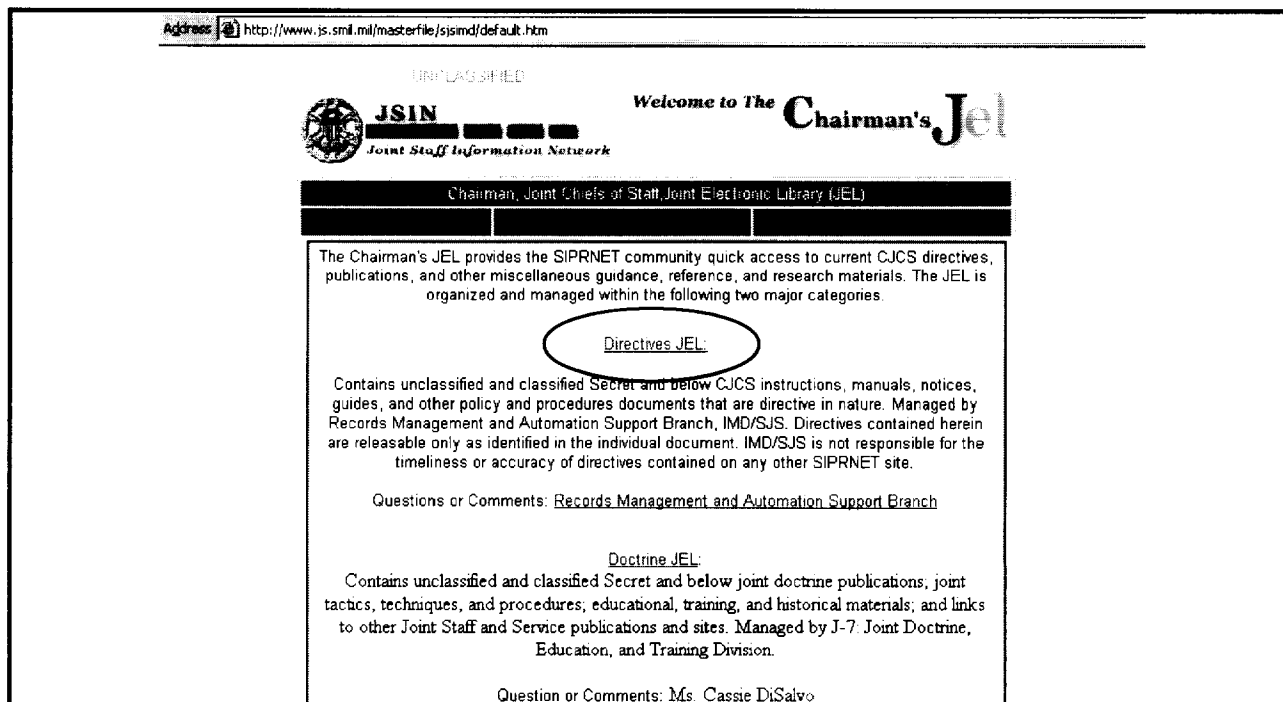 Address http://www.js.smil.mil/masterfile/sjsimd/default.htm
UNCLASSIFIED
JSIN
Joint Staff Information Network
Welcome to The Chairman's Jel
Chairman, Joint Chiefs of Staff,Joint Electronic Library (JEL)
The Chairman's JEL provides the SIPRNET community quick access to current CJCS directives,
publications, and other miscellaneous guidance, reference, and research materials. The JEL is
organized and managed within the following two major categories.
Directives JEL:
Contains unclassified and classified Secret and below CJCS instructions, manuals, notices,
guides, and other policy and procedures documents that are directive in nature. Managed by
Records Management and Automation Support Branch, IMD/SJS. Directives contained herein
are releasable only as identified in the individual document. IMD/SJS is not responsible for the
timeliness or accuracy of directives contained on any other SIPRNET site.
Questions or Comments: Records Management and Automation Support Branch
Doctrine JEL:
Contains unclassified and classified Secret and below joint doctrine publications; joint
tactics, techniques, and procedures; educational, training, and historical materials; and links
to other Joint Staff and Service publications and sites. Managed by J-7: Joint Doctrine,
Education, and Training Division.
Question or Comments: Ms. Cassie DiSalvo